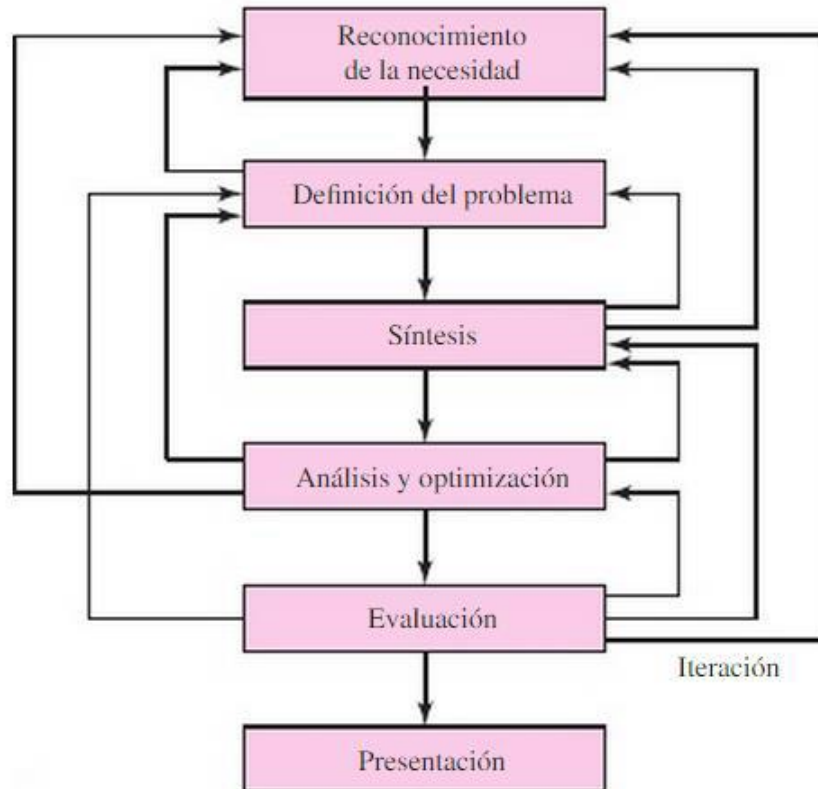 Reconocimiento
de la necesidad
Definición del problema
Síntesis
Análisis y optimización
Evaluación
Iteración
Presentación